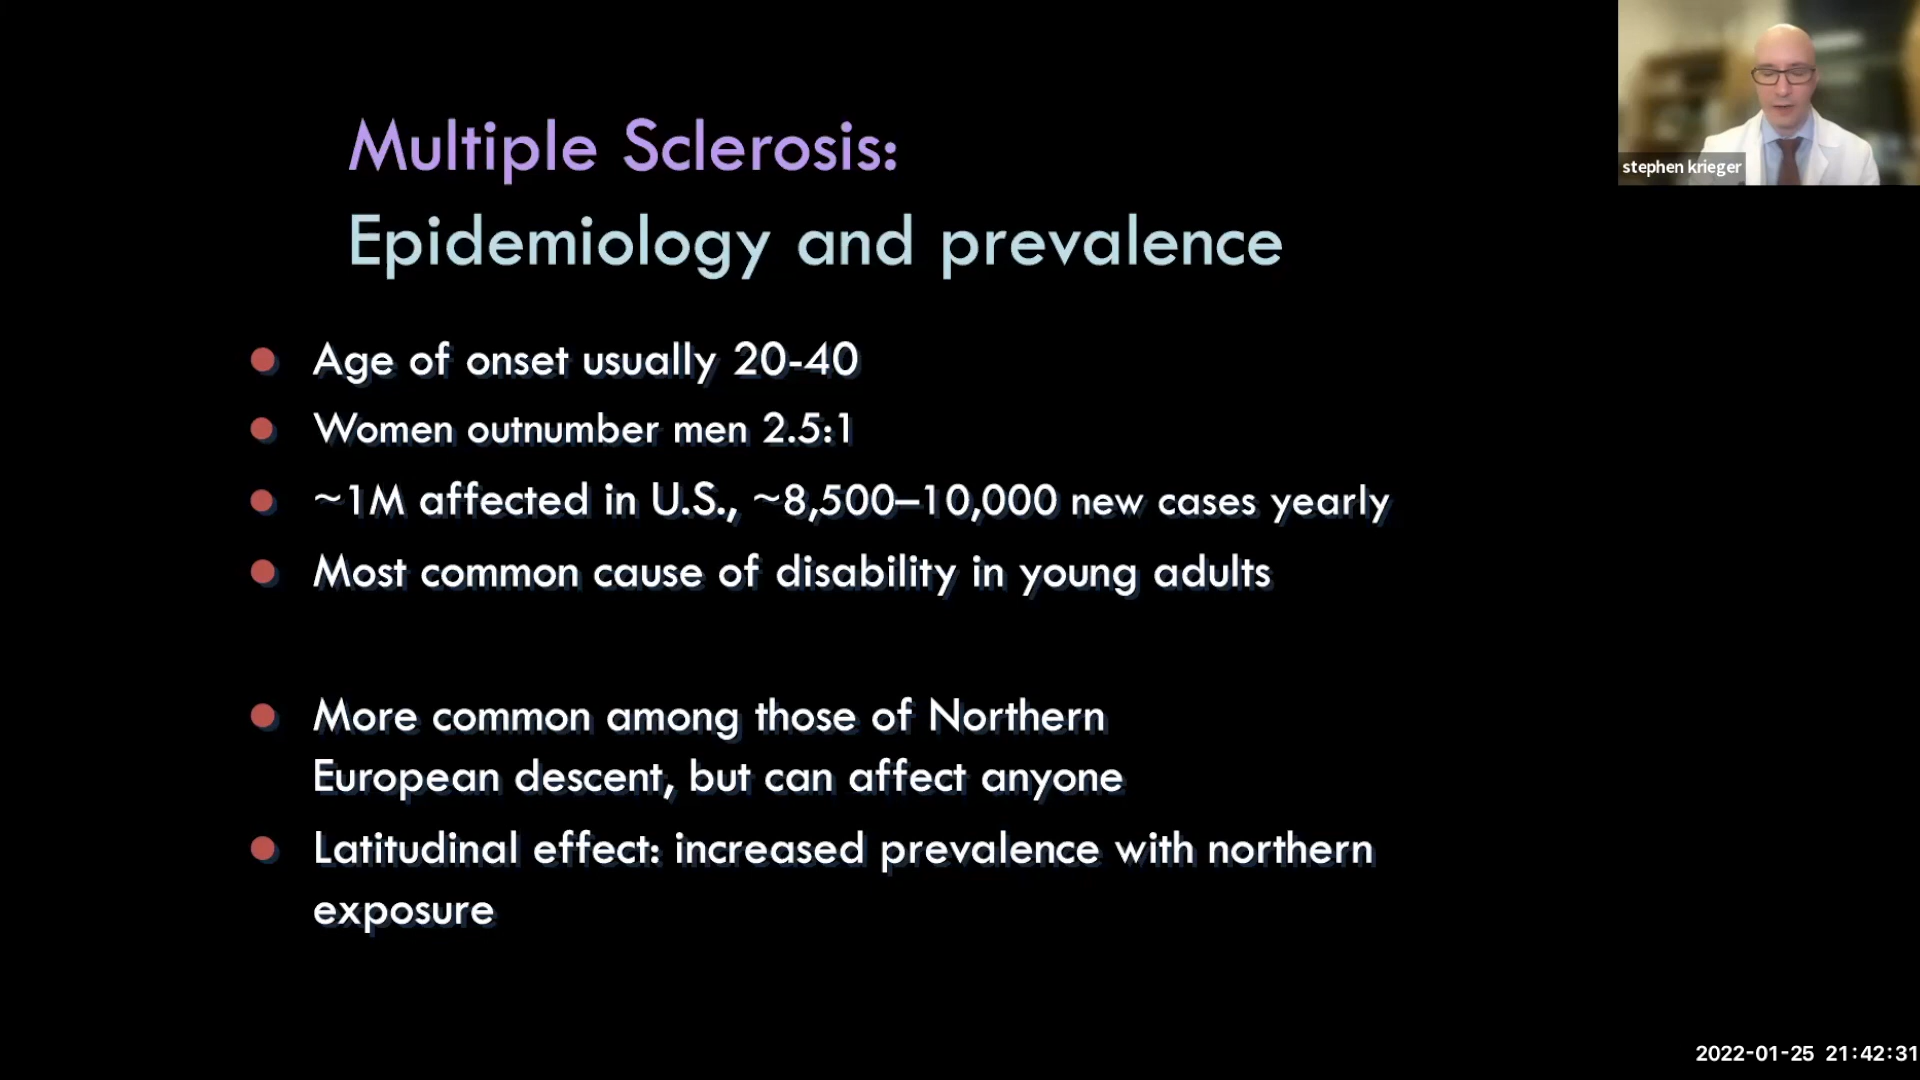 Multiple Sclerosis:
Epidemiology and prevalence
stephen krieger
Age of onset usually 20-40
Women outnumber men 2.5:1
~1M affected in U.S., ~8,500–10,000 new cases yearly
Most common cause of disability in young adults
More common among those of Northern
European descent, but can affect anyone
Latitudinal effect: increased prevalence with northern
exposure
2022-01-25 21:42:31